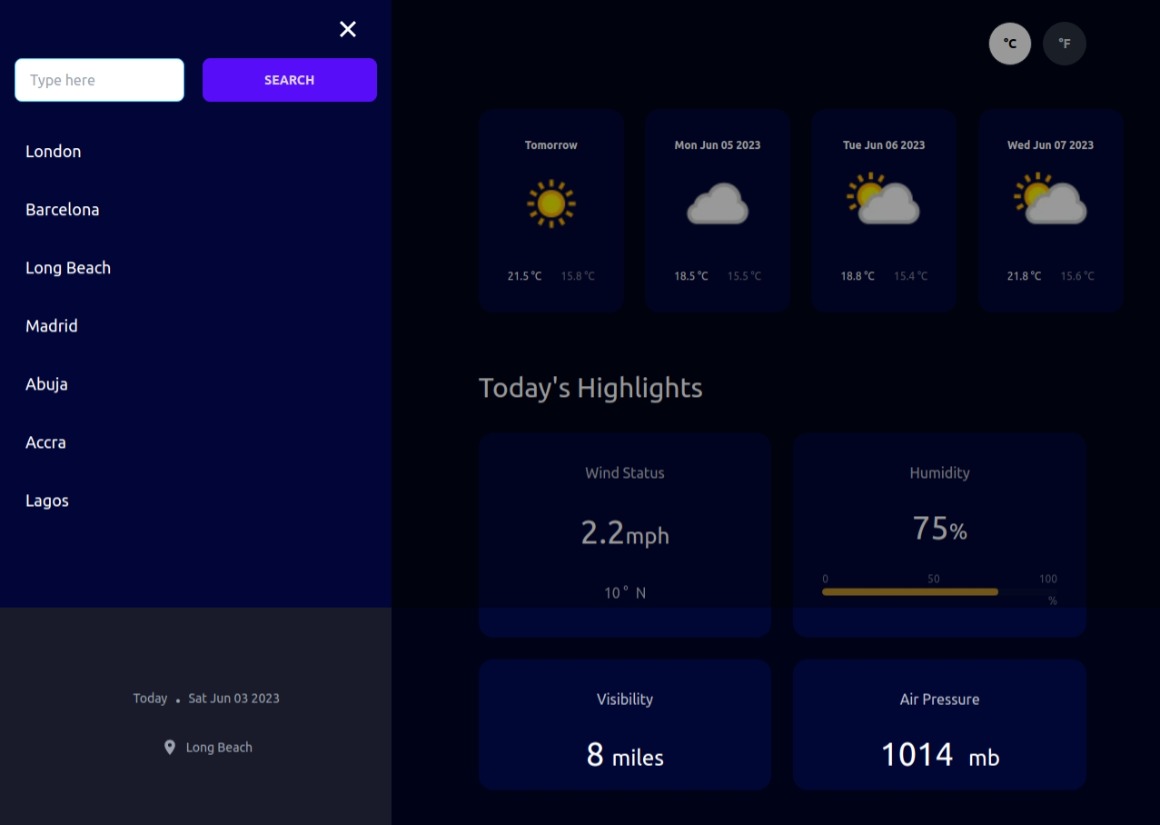 Type here
SEARCH
London
Barcelona
Long Beach
Madrid
Abuja
Accra
Lagos
Today • Sat Jun 03 2023
Long Beach
°C °F
Tomorrow
21.5 °C 15.8 °C
Mon Jun 05 2023
18.5 °C 15.5 °C
Tue Jun 06 2023
18.8 °C 15.4 °C
Wed Jun 07 2023
21.8 °C 15.6 °C
Today's Highlights
Wind Status
2.2mph
10° N
Humidity
75%
0 50 100
%
Visibility
8 miles
Air Pressure
1014 mb